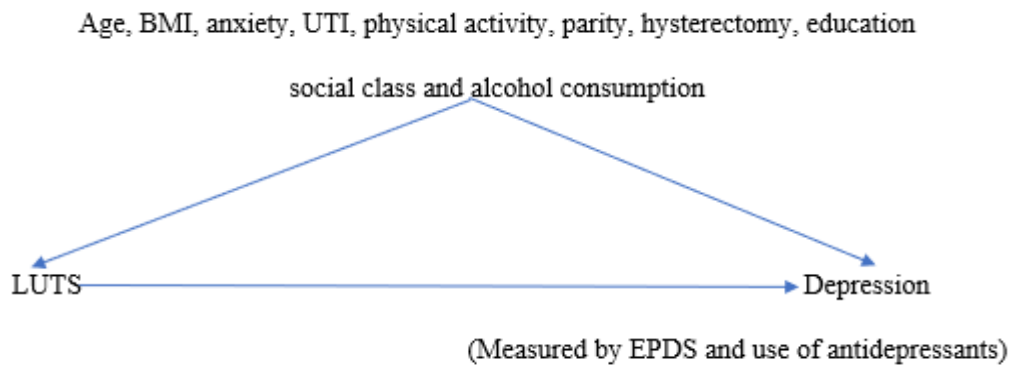 Age, BMI, anxiety, UTI, physical activity, parity, hysterectomy, education
social class and alcohol consumption
LUTS
Depression
(Measured by EPDS and use of antidepressants)